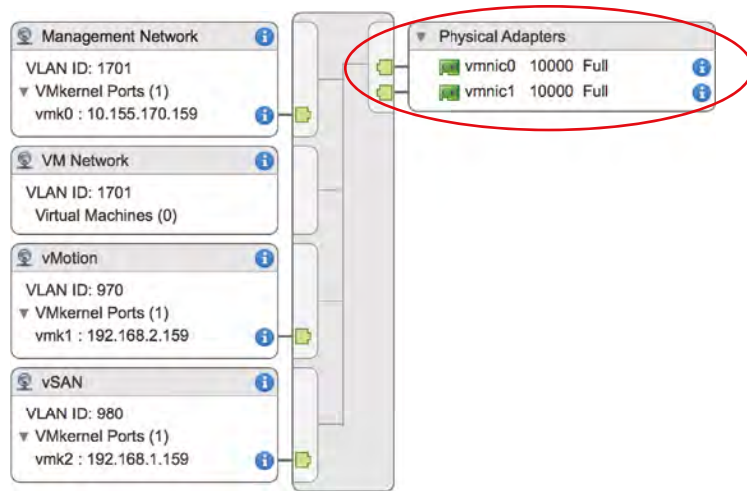 Management Network
VLAN ID: 1701
VMkernel Ports (1)
vmk0 : 10.155.170.159
VM Network
VLAN ID: 1701
Virtual Machines (0)
vMotion
VLAN ID: 970
VMkernel Ports (1)
vmk1 : 192.168.2.159
vSAN
VLAN ID: 980
VMkernel Ports (1)
vmk2 : 192.168.1.159
Physical Adapters
vmnic0 10000 Full
vmnic1 10000 Full